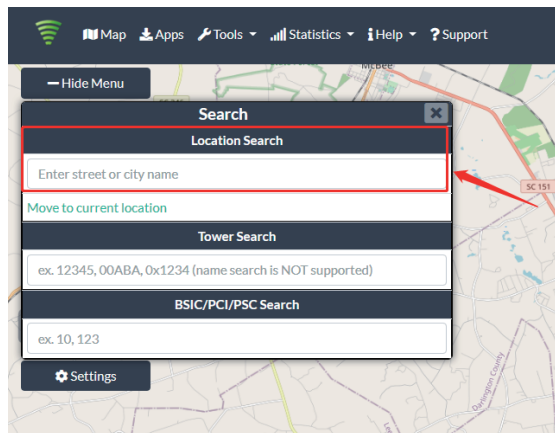 Map Apps Tools Statistics Help Support
McBee
Hide Menu
Search
Location Search
Enter street or city name
SC 151
Move to current location
Tower Search
ex. 12345, 00ABA, 0x1234 (name search is NOT supported)
BSIC/PCI/PSC Search
ex. 10, 123
Settings
Darlington County